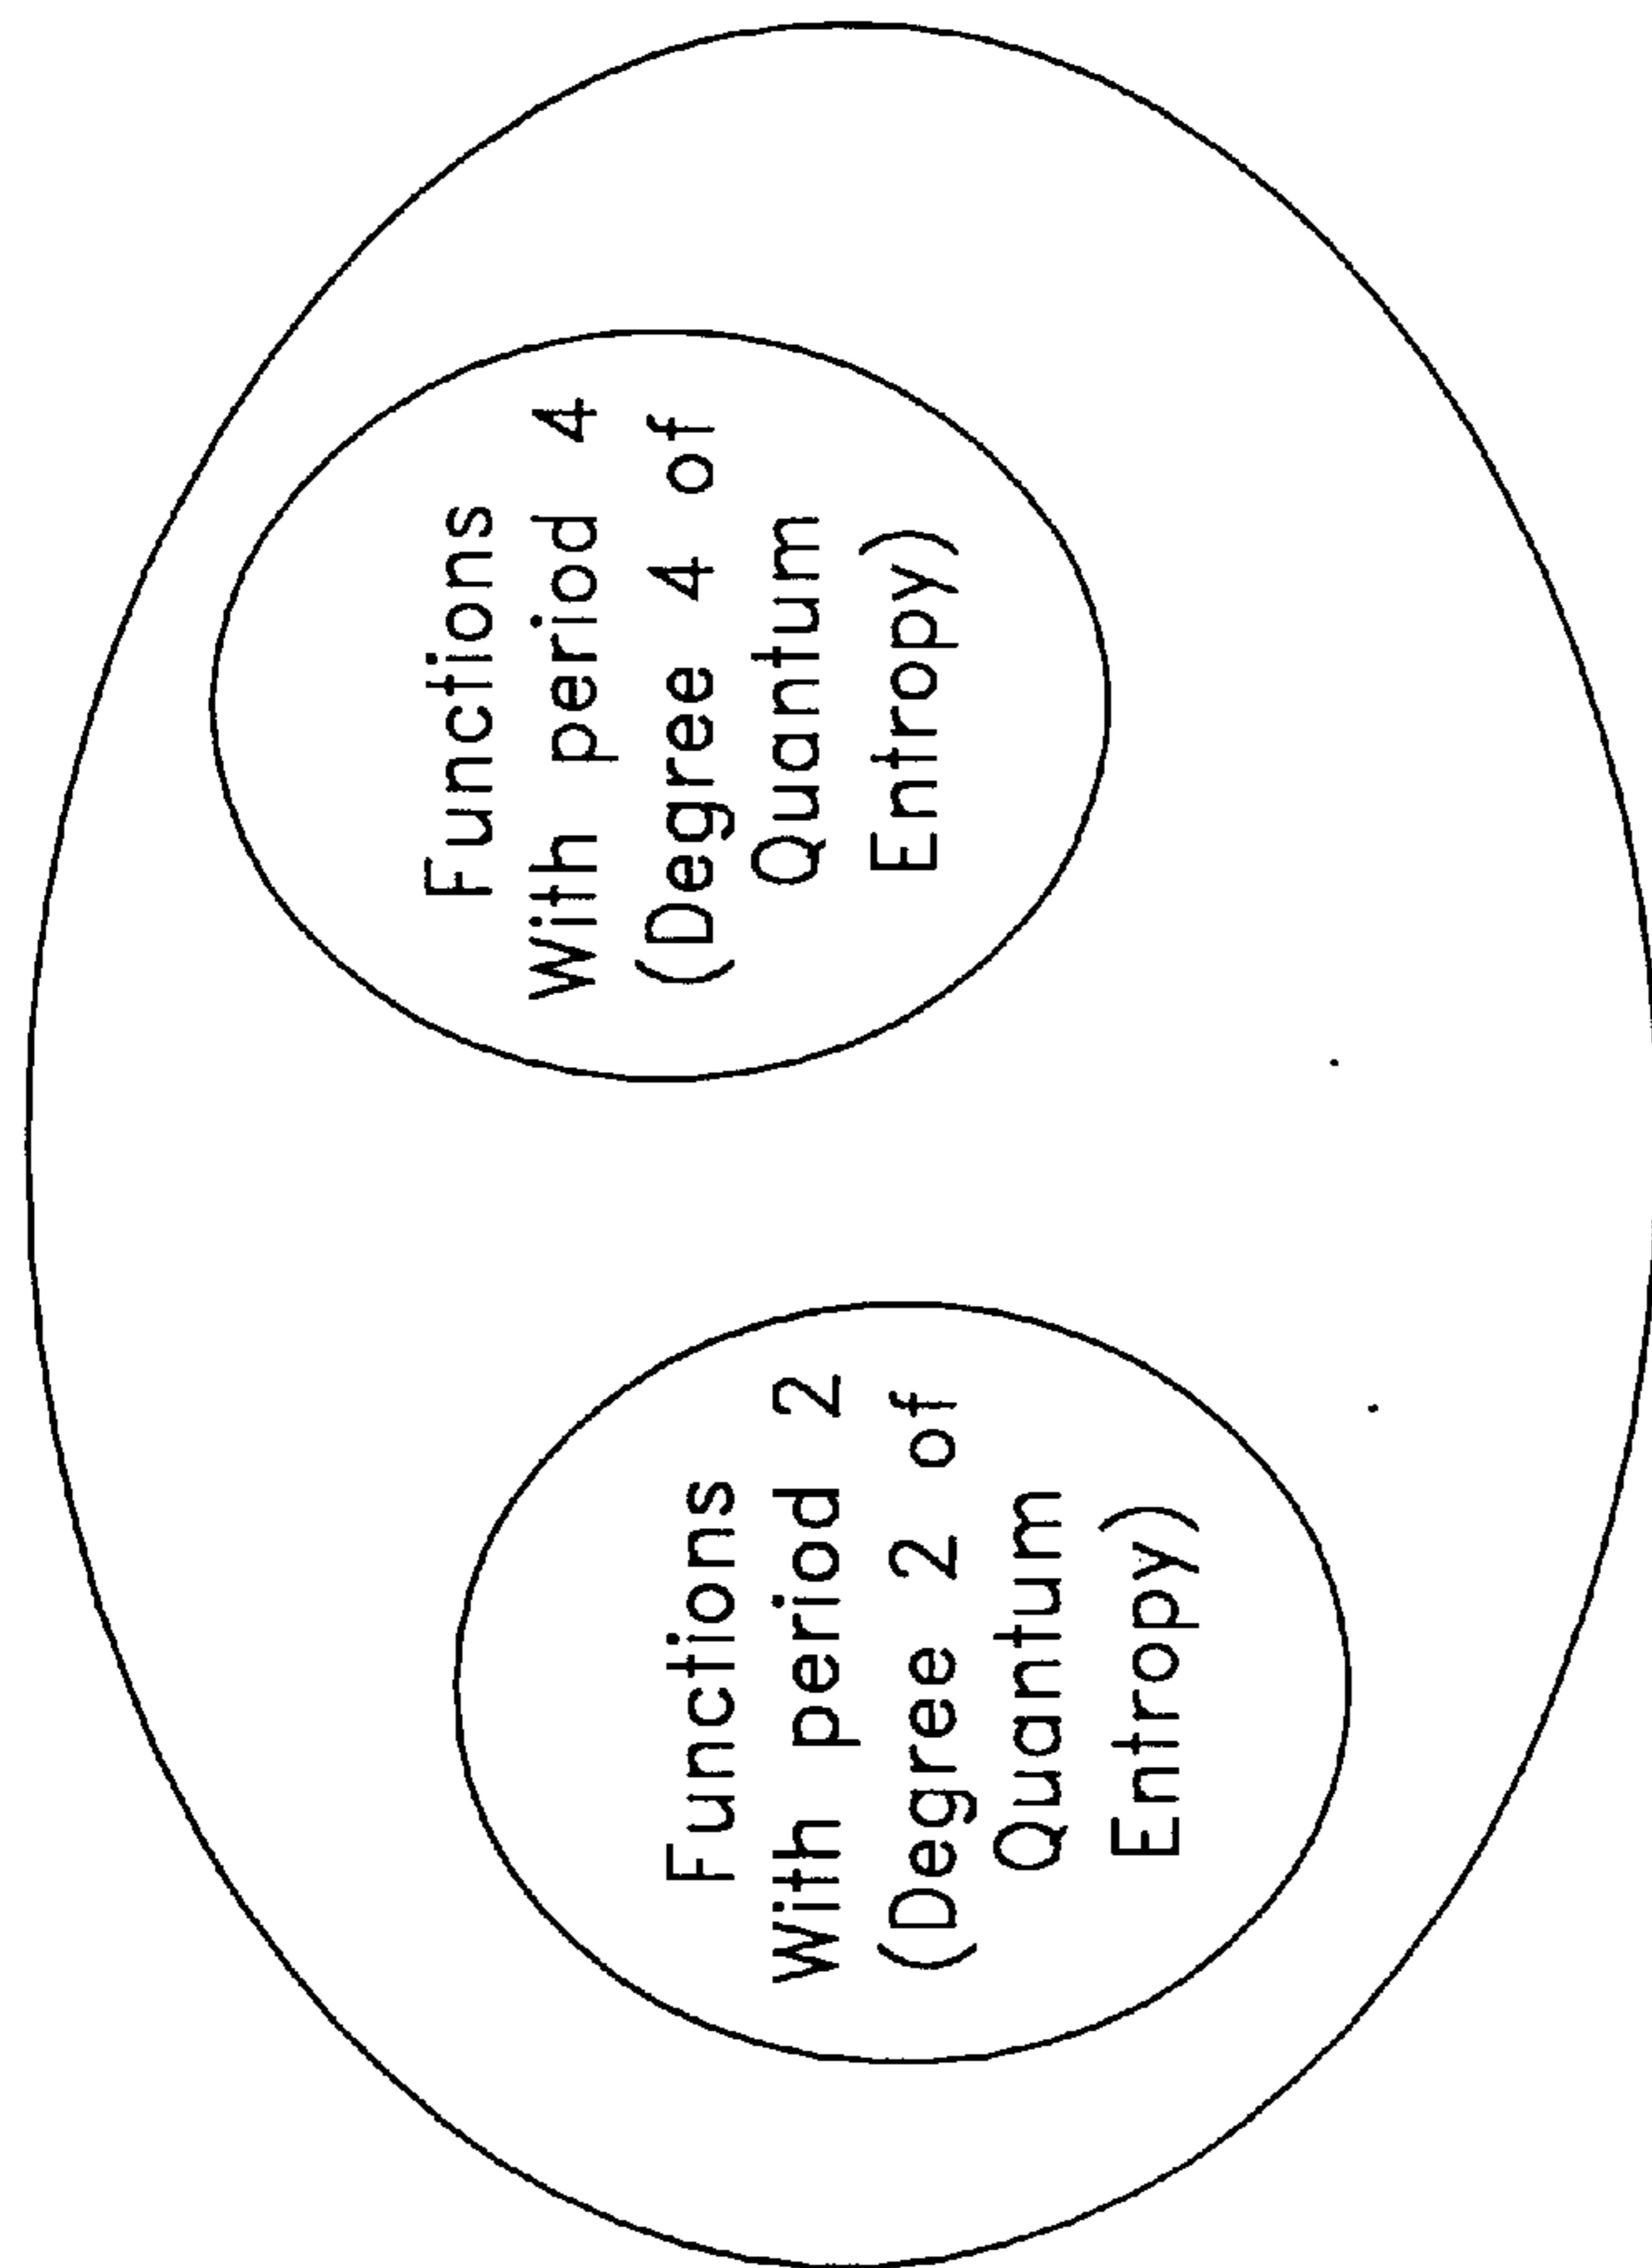 Functions
With period 2
(Degree 2 of
Quantum
Entropy)
Functions
With period 4
(Degree 4 of
Quantum
Entropy)